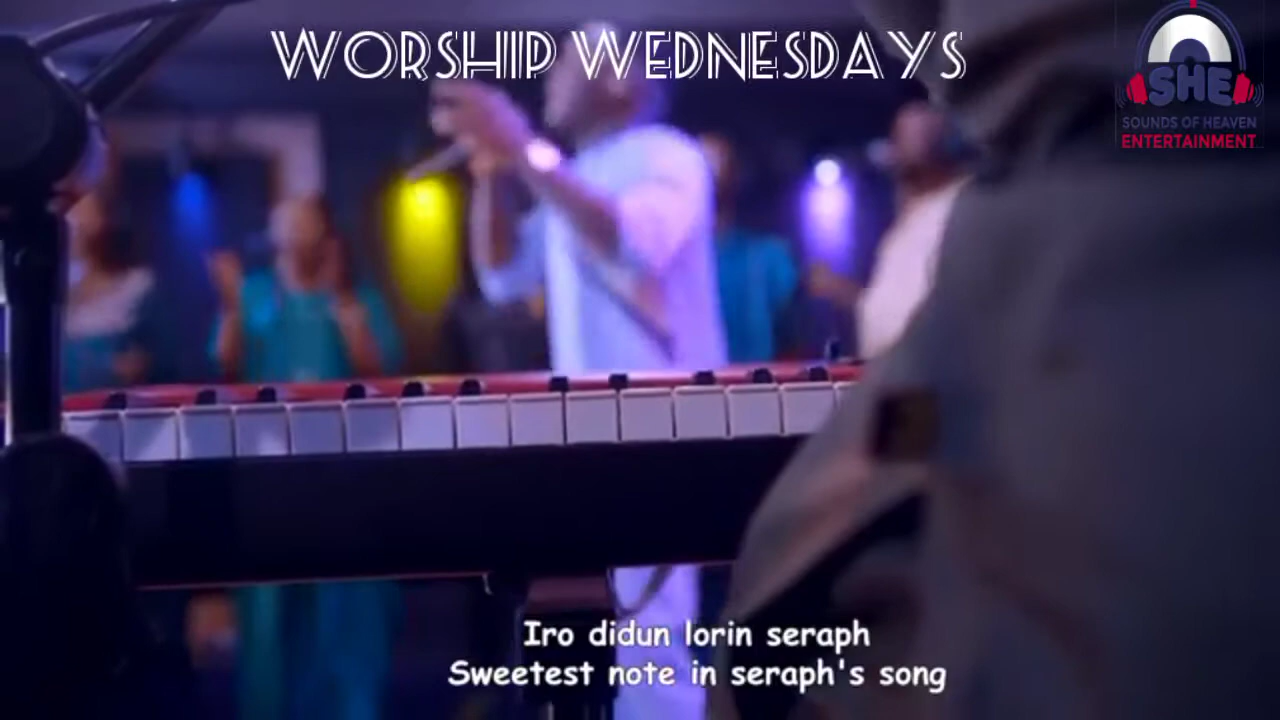 WORSHIP WEDNESDAYS
SHE
SOUNDS OF HEAVEN
ENTERTAINMENT
Iro didun lorin seraph
Sweetest note in seraph's song